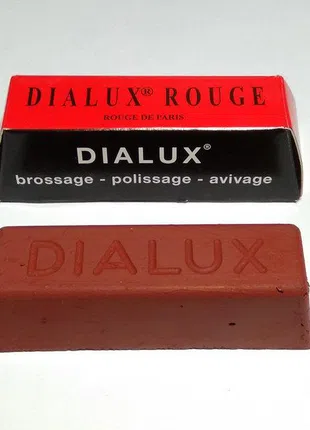 DIALUX® ROUGE
ROUGE DE PARIS
DIALUX®
brossage - polissage - avivage
DIALUX